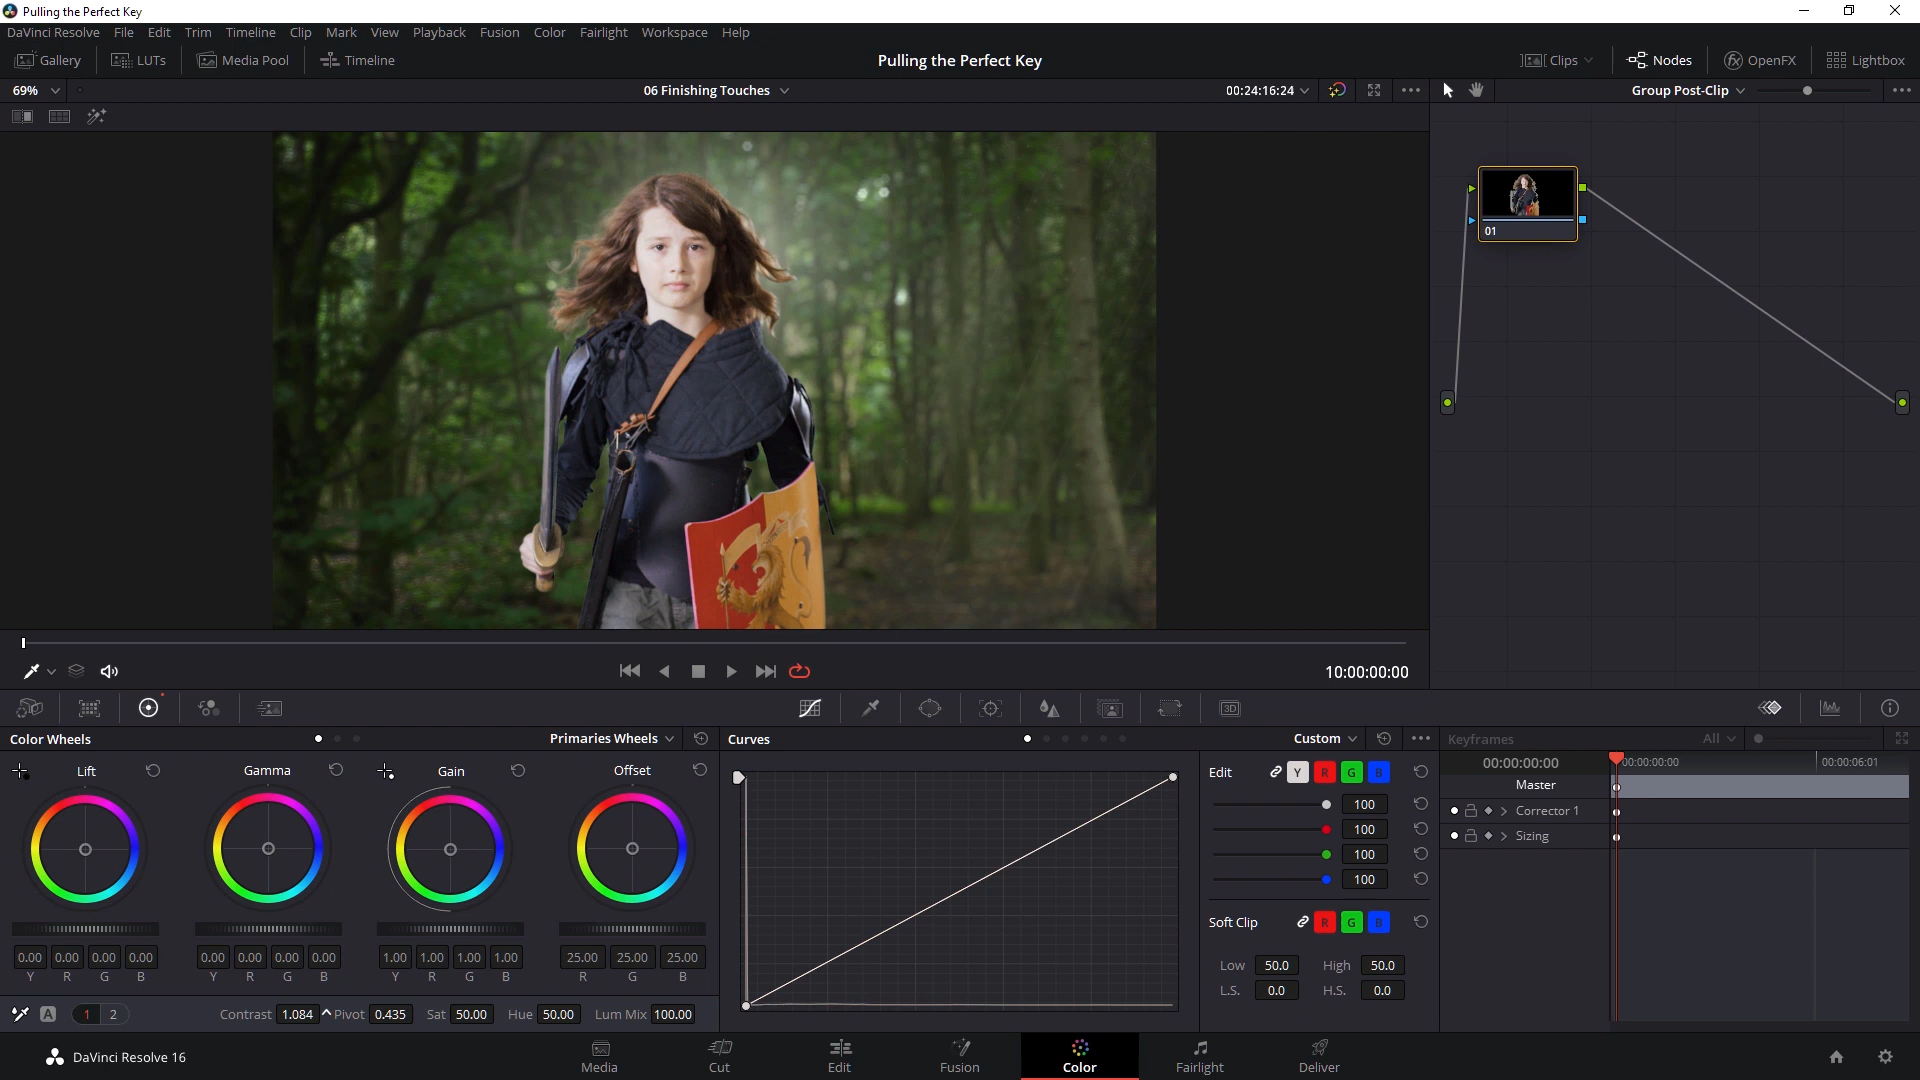 Pulling the Perfect Key
DaVinci Resolve File Edit Trim Timeline Clip Mark View Playback Fusion Color Fairlight Workspace Help
Gallery LUTs Media Pool Timeline Pulling the Perfect Key Clips Nodes OpenFX Lightbox
69% 06 Finishing Touches 00:24:16:24 Group Post-Clip
01
10:00:00:00
3D
Color Wheels Primaries Wheels Curves Custom Keyframes All
Lift Gamma Gain Offset Edit Y R G B 00:00:00:00 00:00:00:00 00:00:06:01
Master
100 Corrector 1
100 Sizing
100
100
Soft Clip R G B
0.00 0.00 0.00 0.00 0.00 0.00 0.00 0.00 1.00 1.00 1.00 1.00 25.00 25.00 25.00 Low 50.0 High 50.0
Y R G B Y R G B Y R G B R G B L.S. 0.0 H.S. 0.0
A 1 2 Contrast 1.084 Pivot 0.435 Sat 50.00 Hue 50.00 Lum Mix 100.00
DaVinci Resolve 16 Media Cut Edit Fusion Color Fairlight Deliver